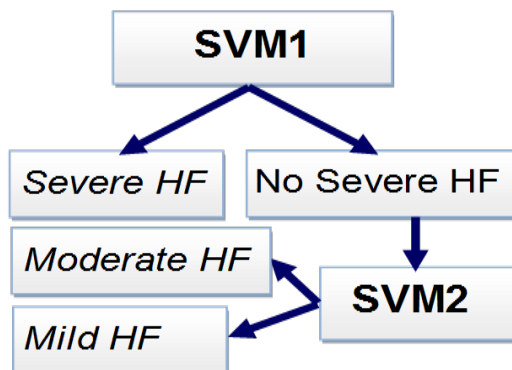 SVM1
Severe HF
No Severe HF
Moderate HF
SVM2
Mild HF